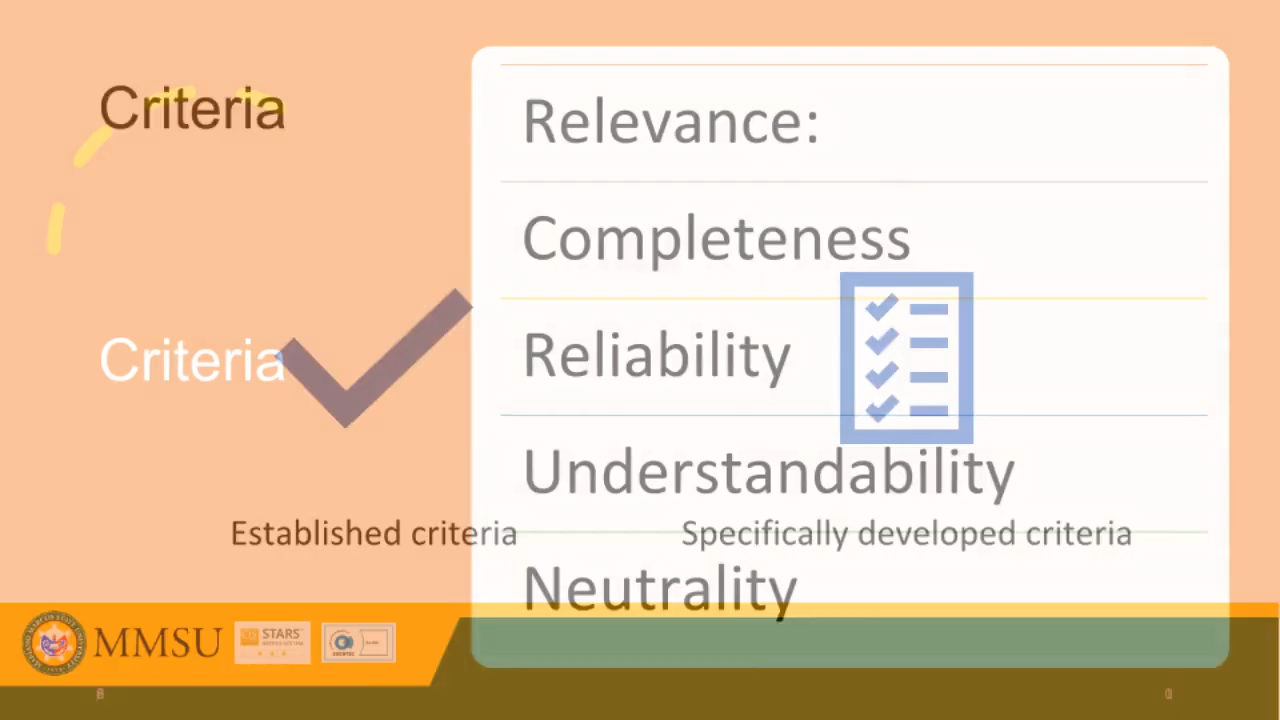 Criteria
Relevance:
Completeness
Criteria
Reliability
Understandability
Established criteria
Specifically developed criteria
Neutrality
MMSU
STARS